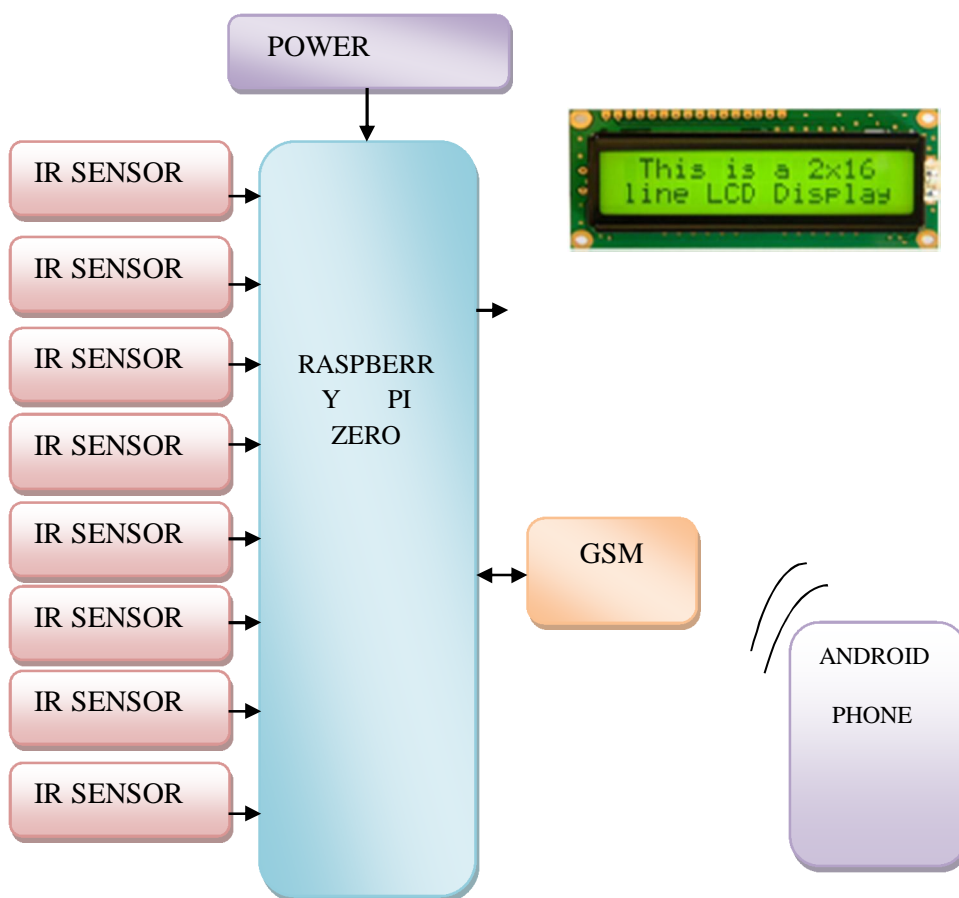 POWER
This is a 2x16
line LCD Display
IR SENSOR
IR SENSOR
IR SENSOR
IR SENSOR
IR SENSOR
IR SENSOR
IR SENSOR
IR SENSOR
RASPBERR
Y PI
ZERO
GSM
ANDROID
PHONE